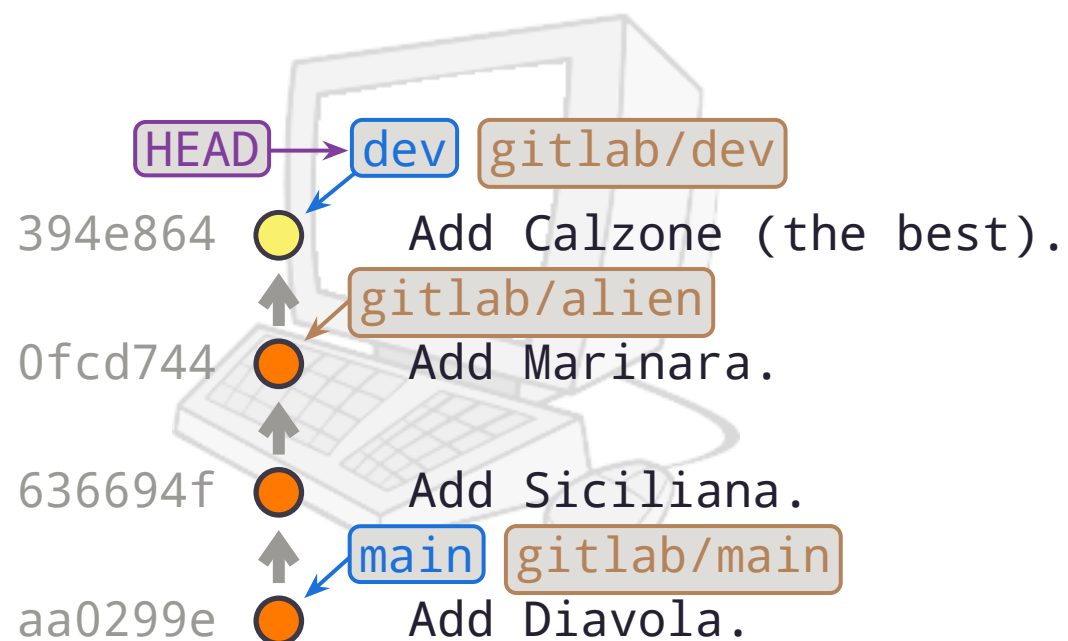 HEAD dev gitlab/dev
394e864 Add Calzone (the best).
gitlab/alien
0fcd744 Add Marinara.
636694f Add Siciliana.
main gitlab/main
aa0299e Add Diavola.